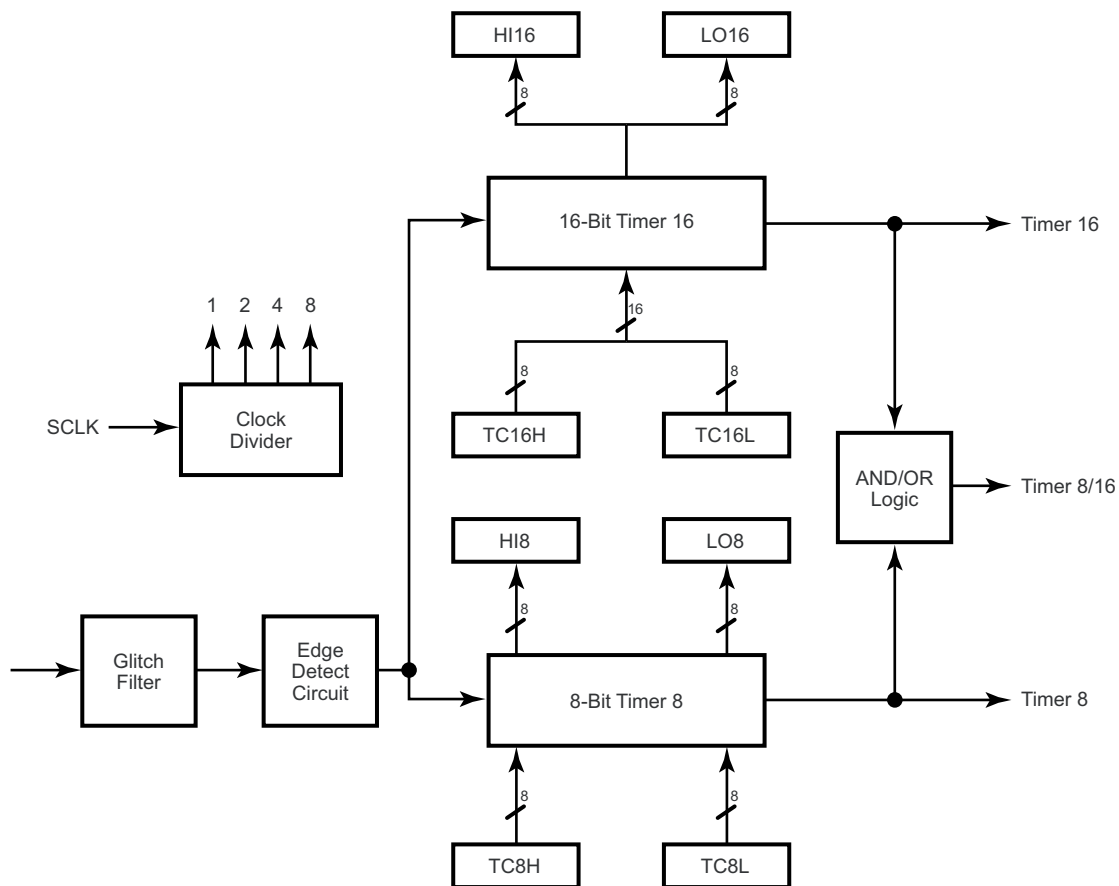 HI16
LO16
8
8
16-Bit Timer 16
Timer 16
1 2 4 8
16
SCLK
Clock
Divider
8
8
TC16H
TC16L
AND/OR
Logic
Timer 8/16
HI8
LO8
8
8
Glitch
Filter
Edge
Detect
Circuit
8-Bit Timer 8
Timer 8
8
8
TC8H
TC8L